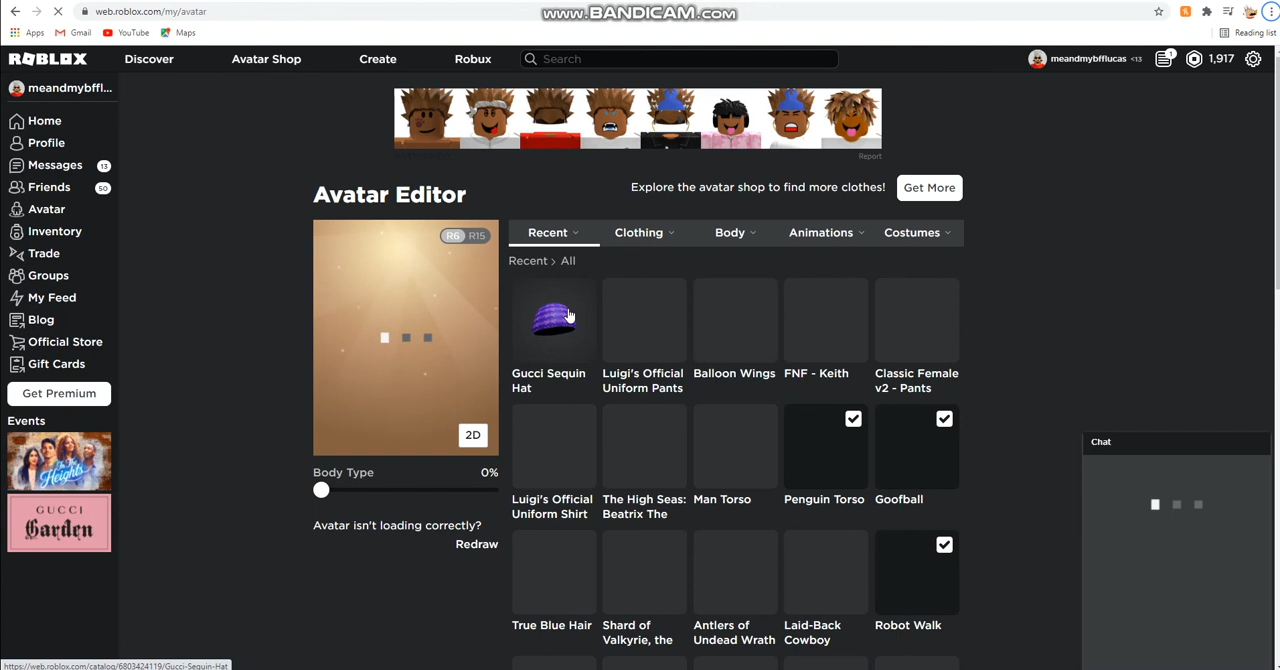 web.roblox.com/my/avatar
www.BANDICAM.com
Apps Gmail YouTube Maps Reading list
ROBLOX Discover Avatar Shop Create Robux Search meandmybfflucas <13 1 1,917
meandmybffl...
Home
Profile
Messages 13
Friends 50
Avatar
Inventory
Trade
Groups
My Feed
Blog
Official Store
Gift Cards
Get Premium
Events
In The Heights
GUCCI
Garden
Report
Avatar Editor
Explore the avatar shop to find more clothes! Get More
R6 R15
2D
Body Type 0%
Avatar isn't loading correctly?
Redraw
Recent Clothing Body Animations Costumes
Recent > All
Gucci Sequin Hat
Luigi's Official Uniform Pants
Balloon Wings
FNF - Keith
Classic Female v2 - Pants
Luigi's Official Uniform Shirt
The High Seas: Beatrix The
Man Torso
Penguin Torso
Goofball
True Blue Hair
Shard of Valkyrie, the
Antlers of Undead Wrath
Laid-Back Cowboy
Robot Walk
Chat
https://web.roblox.com/catalog/6803424119/Gucci-Sequin-Hat